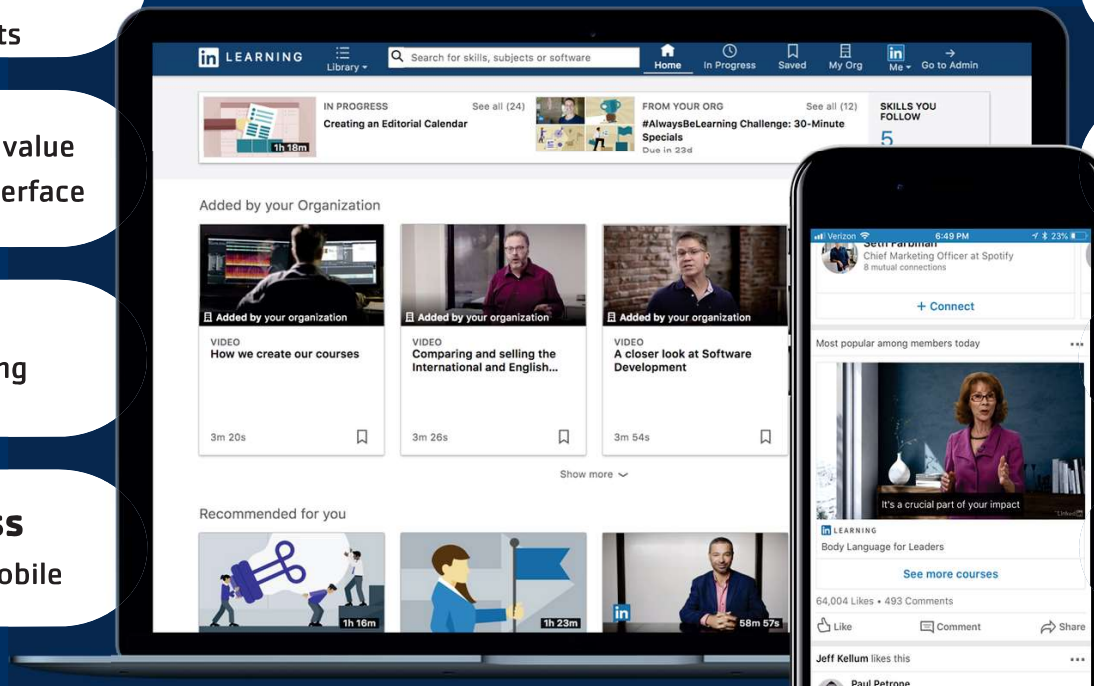 ts
value
erface
ng
ss
obile
in LEARNING
Library
Search for skills, subjects or software
Home
In Progress
Saved
My Org
in
Me
Go to Admin
1h 18m
IN PROGRESS
See all (24)
Creating an Editorial Calendar
FROM YOUR ORG
See all (12)
#AlwaysBeLearning Challenge: 30-Minute
Specials
Due in 23d
SKILLS YOU
FOLLOW
5
Added by your Organization
Added by your organization
VIDEO
How we create our courses
3m 20s
Added by your organization
VIDEO
Comparing and selling the
International and English...
3m 26s
Added by your organization
VIDEO
A closer look at Software
Development
3m 54s
Show more
Recommended for you
1h 16m
1h 23m
in
58m 57s
Verizon
6:49 PM
23%
Seth Farbman
Chief Marketing Officer at Spotify
8 mutual connections
+ Connect
Most popular among members today
...
It's a crucial part of your impact
Linked in
in LEARNING
Body Language for Leaders
See more courses
64,004 Likes • 493 Comments
Like
Comment
Share
Jeff Kellum likes this
...
Paul Petrone